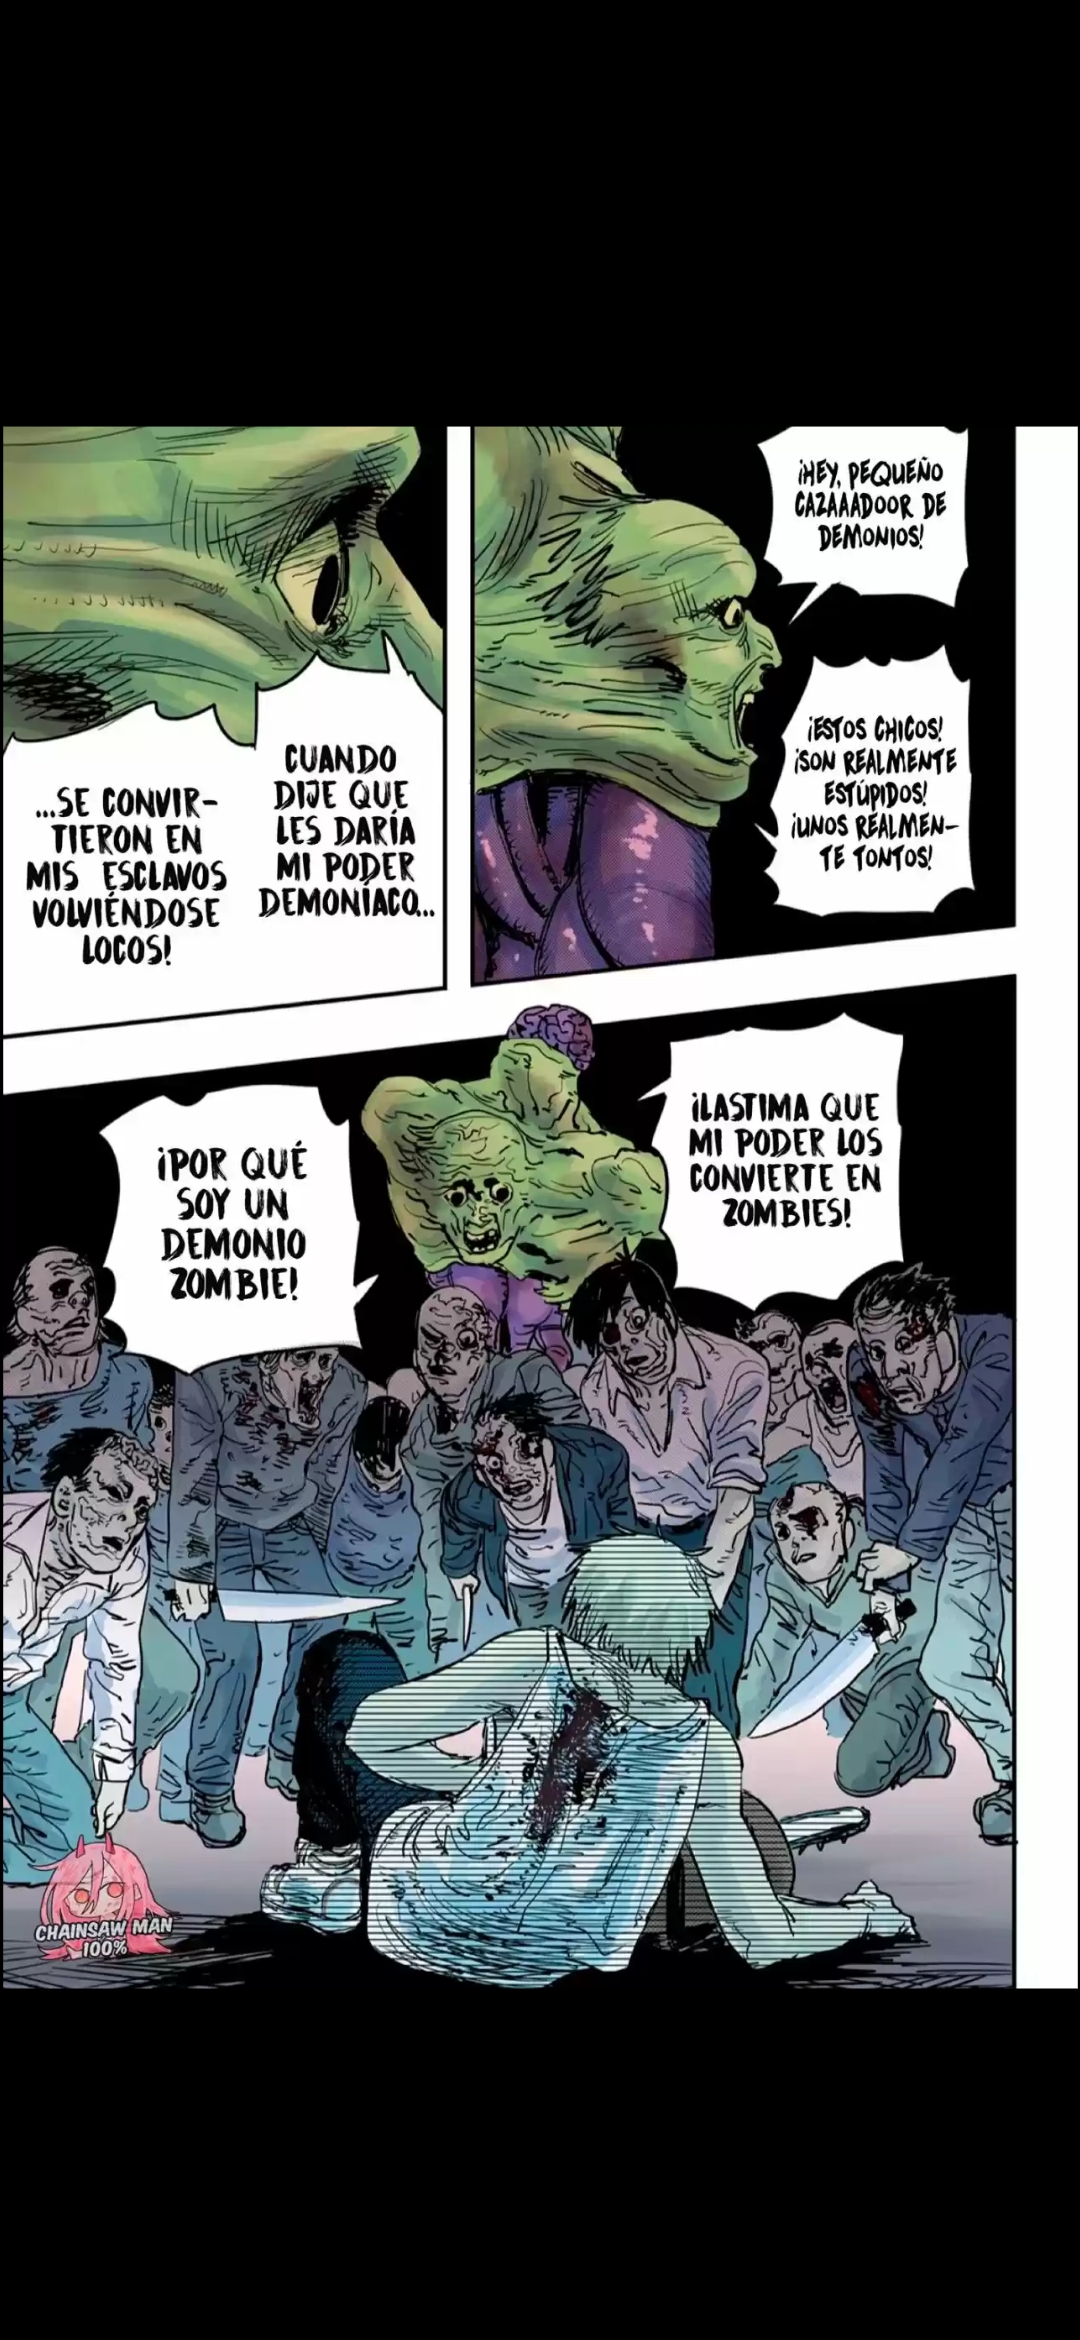 ¡HEY, PEQUEÑO
CAZAAADOOR DE
DEMONIOS!
¡ESTOS CHICOS!
¡SON REALMENTE
ESTÚPIDOS!
¡UNOS REALMEN-
TE TONTOS!
CUANDO
DIJE QUE
LES DARÍA
MI PODER
DEMONÍACO...
...SE CONVIR-
TIERON EN
MIS ESCLAVOS
VOLVIÉNDOSE
LOCOS!
¡LASTIMA QUE
MI PODER LOS
CONVIERTE EN
ZOMBIES!
¡POR QUÉ
SOY UN
DEMONIO
ZOMBIE!
CHAINSAW MAN
100%